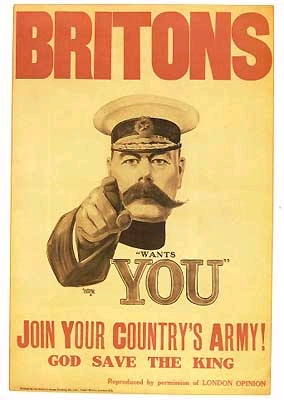 BRITONS
"WANTS
YOU"
JOIN YOUR COUNTRY'S ARMY!
GOD SAVE THE KING
Reproduced by permission of LONDON OPINION